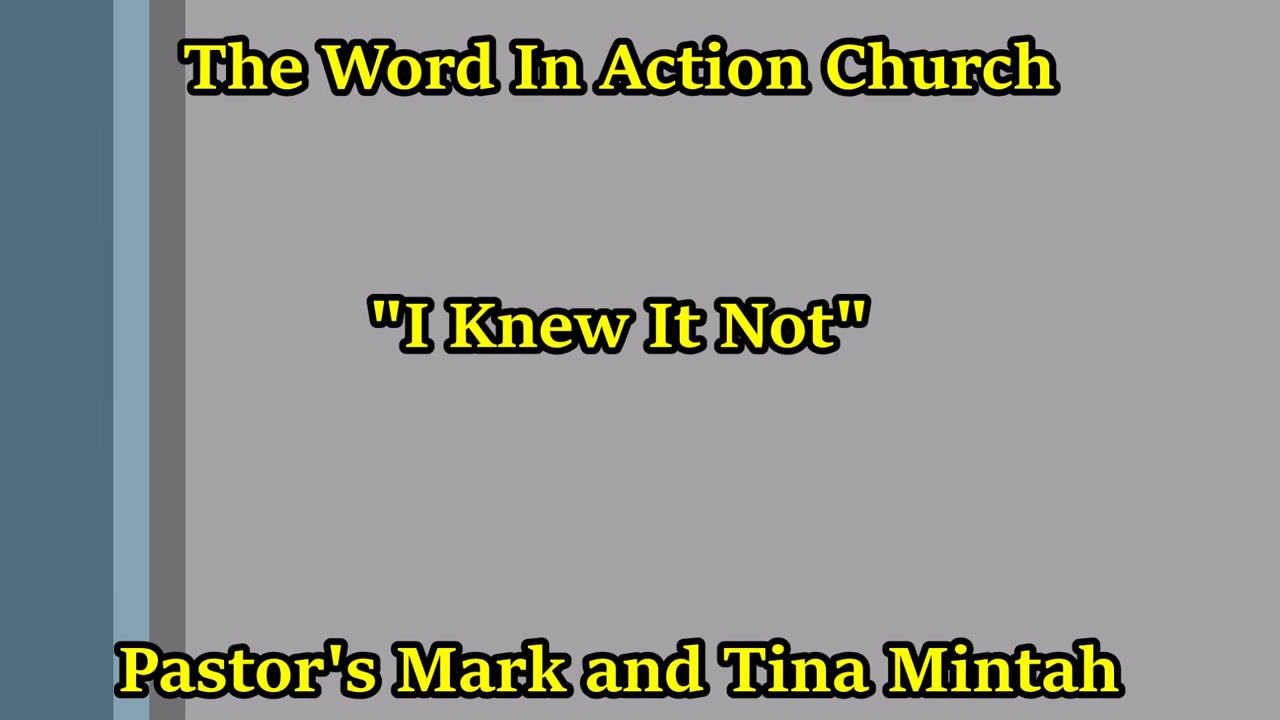 The Word In Action Church
"I Knew It Not"
Pastor's Mark and Tina Mintah